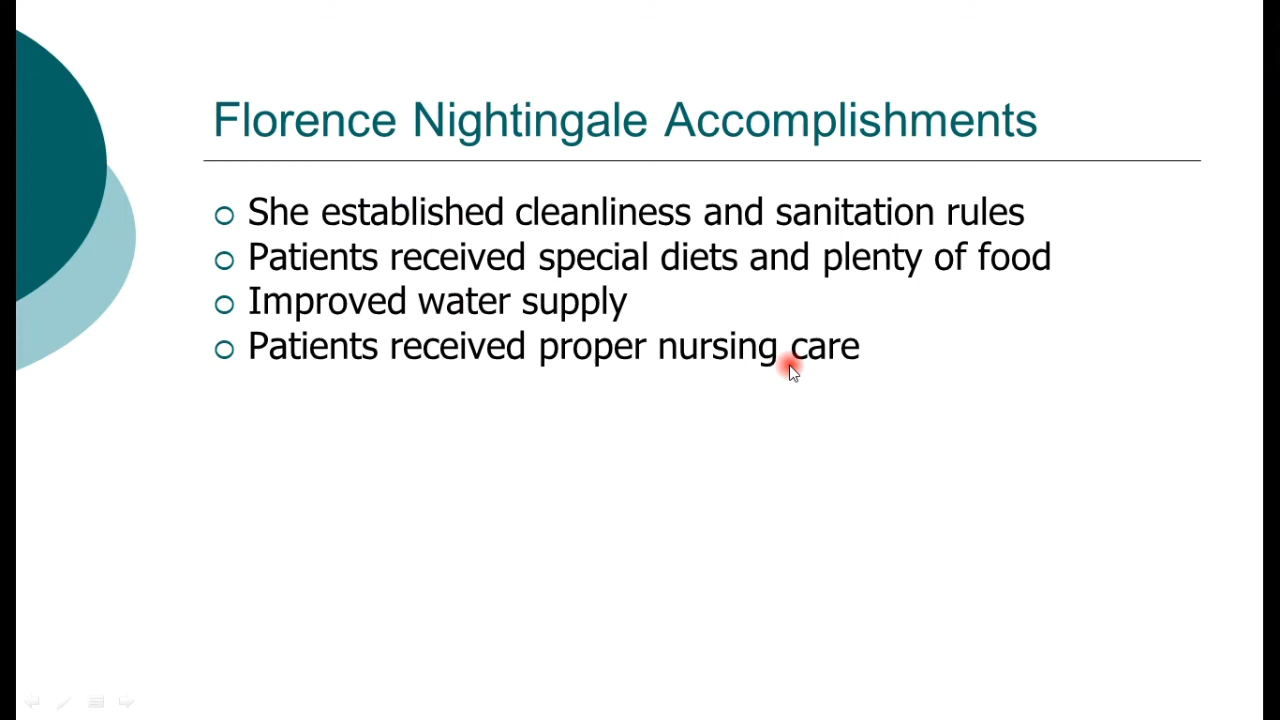 Florence Nightingale Accomplishments
She established cleanliness and sanitation rules
Patients received special diets and plenty of food
Improved water supply
Patients received proper nursing care